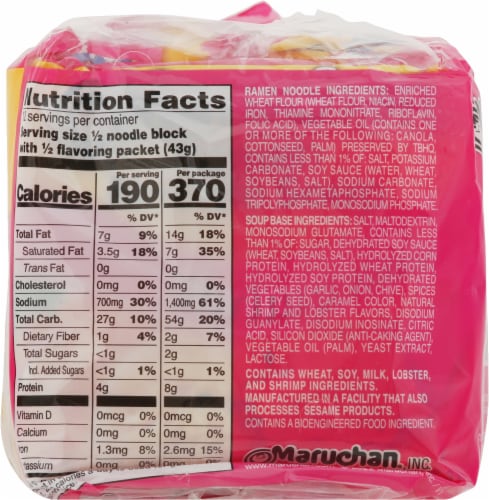 Nutrition Facts
servings per container
serving size ½ noodle block
with ½ flavoring packet (43g)
Per serving Per package
Calories 190 370
% DV* % DV*
Total Fat 7g 9% 14g 18%
Saturated Fat 3.5g 18% 7g 35%
Trans Fat 0g 0g
Cholesterol 0mg 0% 0mg 0%
Sodium 700mg 30% 1,400mg 61%
Total Carb. 27g 10% 54g 20%
Dietary Fiber 1g 4% 2g 7%
Total Sugars <1g <1g
Incl. Added Sugars <1g 1% <1g 1%
Protein 4g 8g
Vitamin D 0mcg 0% 0mcg 0%
Calcium 0mg 0% 0mg 0%
Iron 1.3mg 8% 2.6mg 15%
Potassium 0mg 0% 0mg 0%
RAMEN NOODLE INGREDIENTS: ENRICHED
WHEAT FLOUR (WHEAT FLOUR, NIACIN, REDUCED
IRON, THIAMINE MONONITRATE, RIBOFLAVIN,
FOLIC ACID), VEGETABLE OIL (CONTAINS ONE
OR MORE OF THE FOLLOWING: CANOLA,
COTTONSEED, PALM) PRESERVED BY TBHQ,
CONTAINS LESS THAN 1% OF: SALT, POTASSIUM
CARBONATE, SOY SAUCE (WATER, WHEAT,
SOYBEANS, SALT), SODIUM CARBONATE,
SODIUM HEXAMETAPHOSPHATE, SODIUM
TRIPOLYPHOSPHATE, MONOSODIUM PHOSPHATE.
SOUP BASE INGREDIENTS: SALT, MALTODEXTRIN,
MONOSODIUM GLUTAMATE, CONTAINS LESS
THAN 1% OF: SUGAR, DEHYDRATED SOY SAUCE
(WHEAT, SOYBEANS, SALT), HYDROLYZED CORN
PROTEIN, HYDROLYZED WHEAT PROTEIN,
HYDROLYZED SOY PROTEIN, DEHYDRATED
VEGETABLES (GARLIC, ONION, CHIVE), SPICES
(CELERY SEED), CARAMEL COLOR, NATURAL
SHRIMP AND LOBSTER FLAVORS, DISODIUM
GUANYLATE, DISODIUM INOSINATE, CITRIC
ACID, SILICON DIOXIDE (ANTI-CAKING AGENT),
VEGETABLE OIL (PALM), YEAST EXTRACT,
LACTOSE.
CONTAINS WHEAT, SOY, MILK, LOBSTER,
AND SHRIMP INGREDIENTS.
MANUFACTURED IN A FACILITY THAT ALSO
PROCESSES SESAME PRODUCTS.
CONTAINS A BIOENGINEERED FOOD INGREDIENT.
Maruchan, INC.